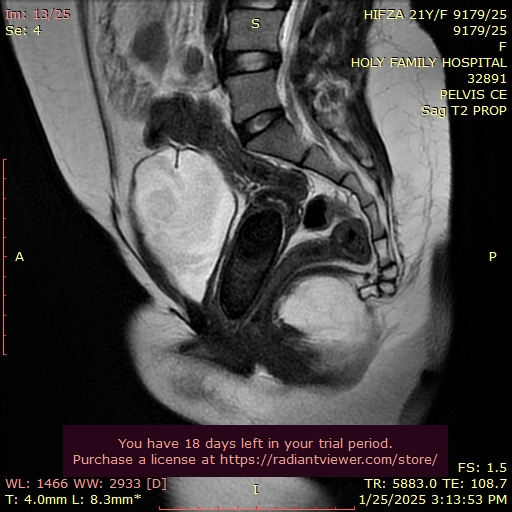 Im: 13/25
Se: 4
S
HIFZA 21Y/F 9179/25
9179/25
F
HOLY FAMILY HOSPITAL
32891
PELVIS CE
Sag T2 PROP
A
P
You have 18 days left in your trial period.
Purchase a license at https://radiantviewer.com/store/
WL: 1466 WW: 2933 [D]
T: 4.0mm L: 8.3mm*
I
FS: 1.5
TR: 5883.0 TE: 108.7
1/25/2025 3:13:53 PM